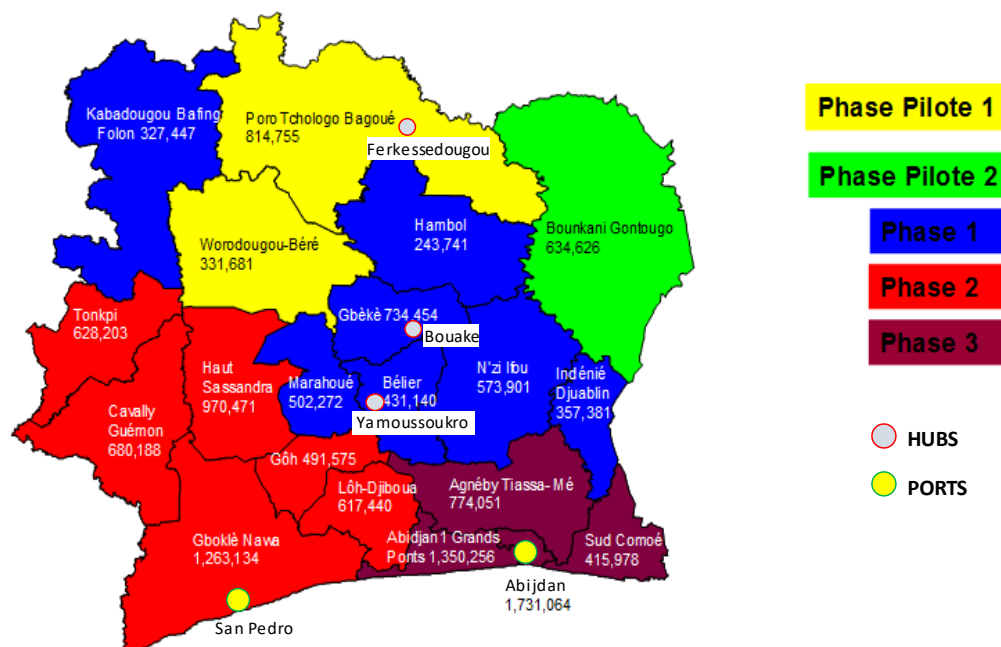 Kabadougou Bafing
Folon 327,447
Poro Tchologo Bagoué
814,755
Ferkessedougou
Worodougou-Béré
331,681
Hambol
243,741
Bounkani Gontougo
634,626
Tonkpi
628,203
Gbèkè 734,454
Bouake
Haut
Sassandra
970,471
Marahoué
502,272
Bélier
431,140
Yamoussoukro
N'zi Ifou
573,901
Indénié
Djuablin
357,381
Cavally
Guémon
680,188
Gôh 491,575
Lôh-Djiboua
617,440
Agnéby Tiassa-Mé
774,051
Gboklè Nawa
1,263,134
Abidjan1 Grands
Ponts 1,350,256
Sud Comoé
415,978
San Pedro
Abijdan
1,731,064
Phase Pilote 1
Phase Pilote 2
Phase 1
Phase 2
Phase 3
HUBS
PORTS